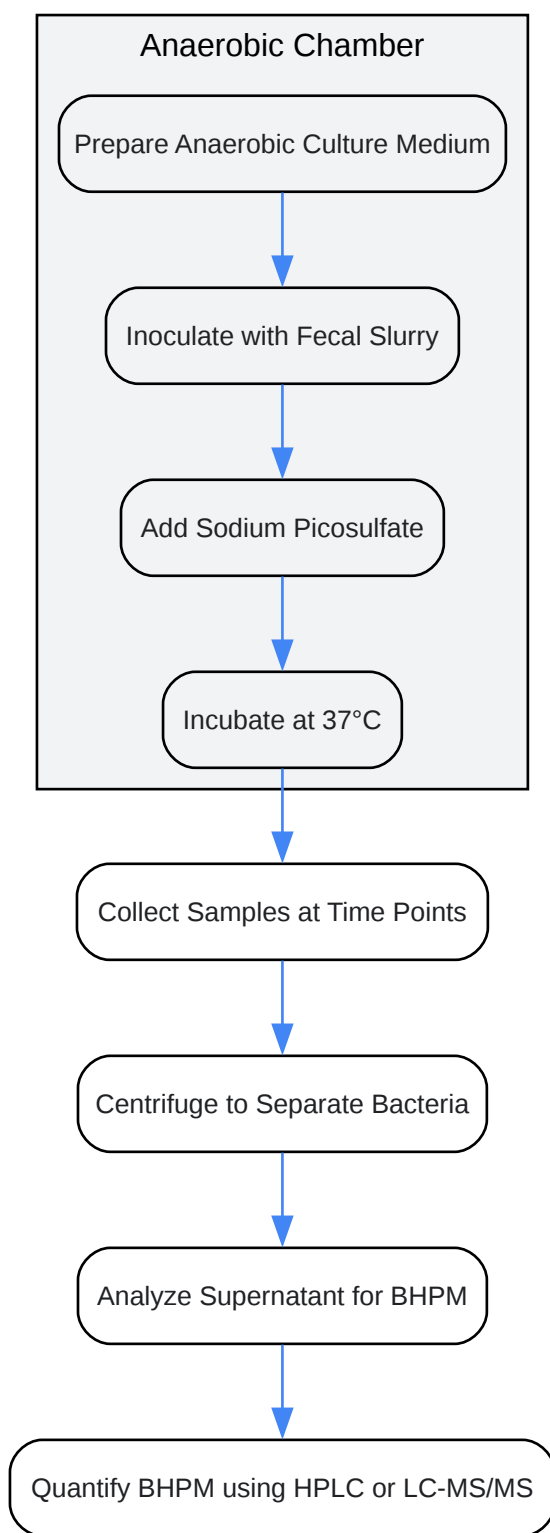 Anaerobic Chamber
Prepare Anaerobic Culture Medium
Inoculate with Fecal Slurry
Add Sodium Picosulfate
Incubate at 37°C
Collect Samples at Time Points
Centrifuge to Separate Bacteria
Analyze Supernatant for BHPM
Quantify BHPM using HPLC or LC-MS/MS